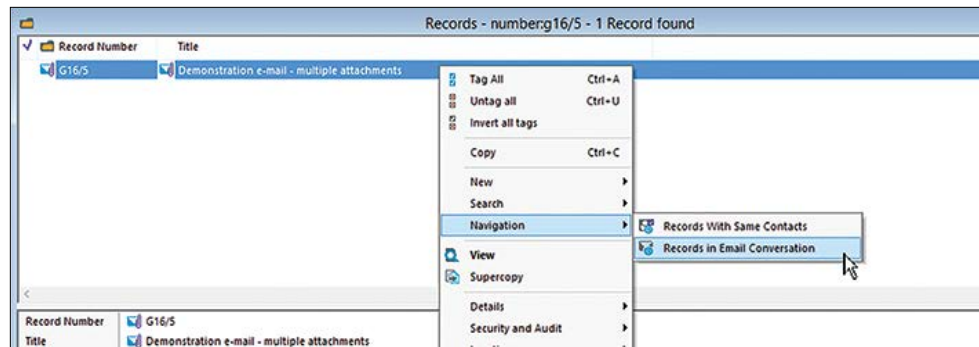 Records - number:g16/5 - 1 Record found
Record Number Title
G16/5 Demonstration e-mail - multiple attachments
Tag All Ctrl+A
Untag all Ctrl+U
Invert all tags
Copy Ctrl+C
New
Search
Navigation
Records With Same Contacts
Records in Email Conversation
View
Supercopy
Details
Security and Audit
Record Number G16/5
Title Demonstration e-mail - multiple attachments